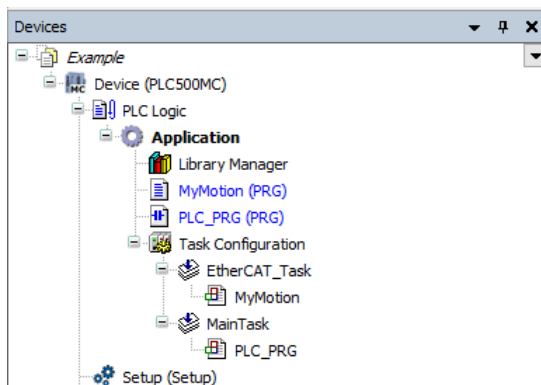 Devices
Example
Device (PLC500MC)
PLC Logic
Application
Library Manager
MyMotion (PRG)
PLC_PRG (PRG)
Task Configuration
EtherCAT_Task
MyMotion
MainTask
PLC_PRG
Setup (Setup)